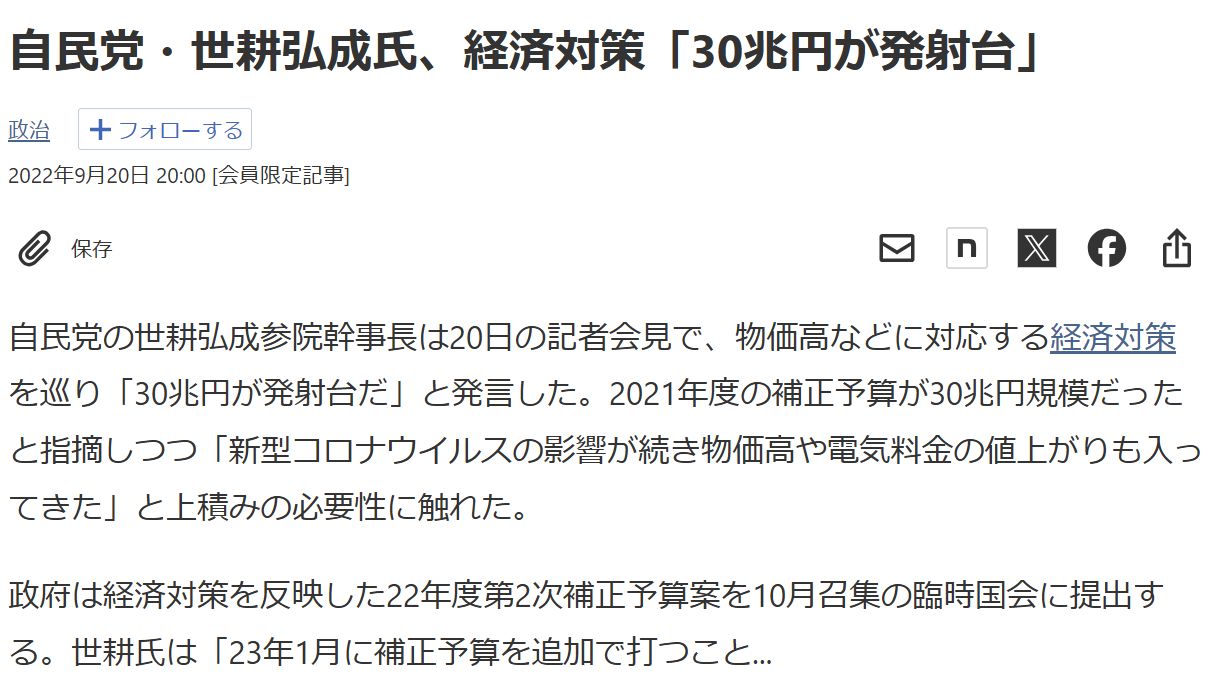 自民党・世耕弘成氏、経済対策「30兆円が発射台」
政治
＋フォローする
2022年9月20日 20:00 [会員限定記事]
保存
n
X
f
自民党の世耕弘成参院幹事長は20日の記者会見で、物価高などに対応する経済対策
を巡り「30兆円が発射台だ」と発言した。2021年度の補正予算が30兆円規模だった
と指摘しつつ「新型コロナウイルスの影響が続き物価高や電気料金の値上がりも入っ
てきた」と上積みの必要性に触れた。
政府は経済対策を反映した22年度第2次補正予算案を10月召集の臨時国会に提出す
る。世耕氏は「23年1月に補正予算を追加で打つこと...